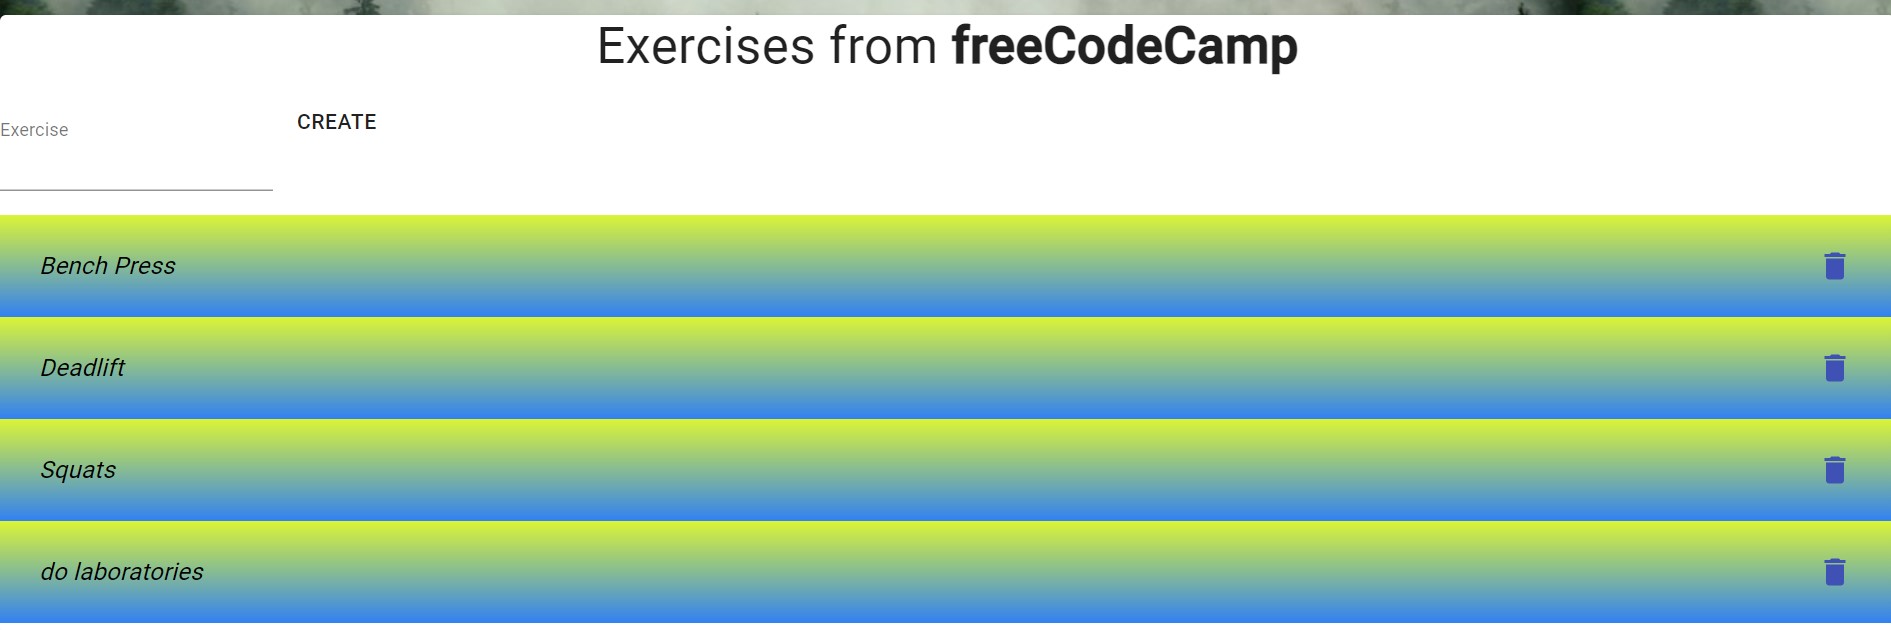 Exercises from freeCodeCamp
Exercise
CREATE
Bench Press
Deadlift
Squats
do laboratories